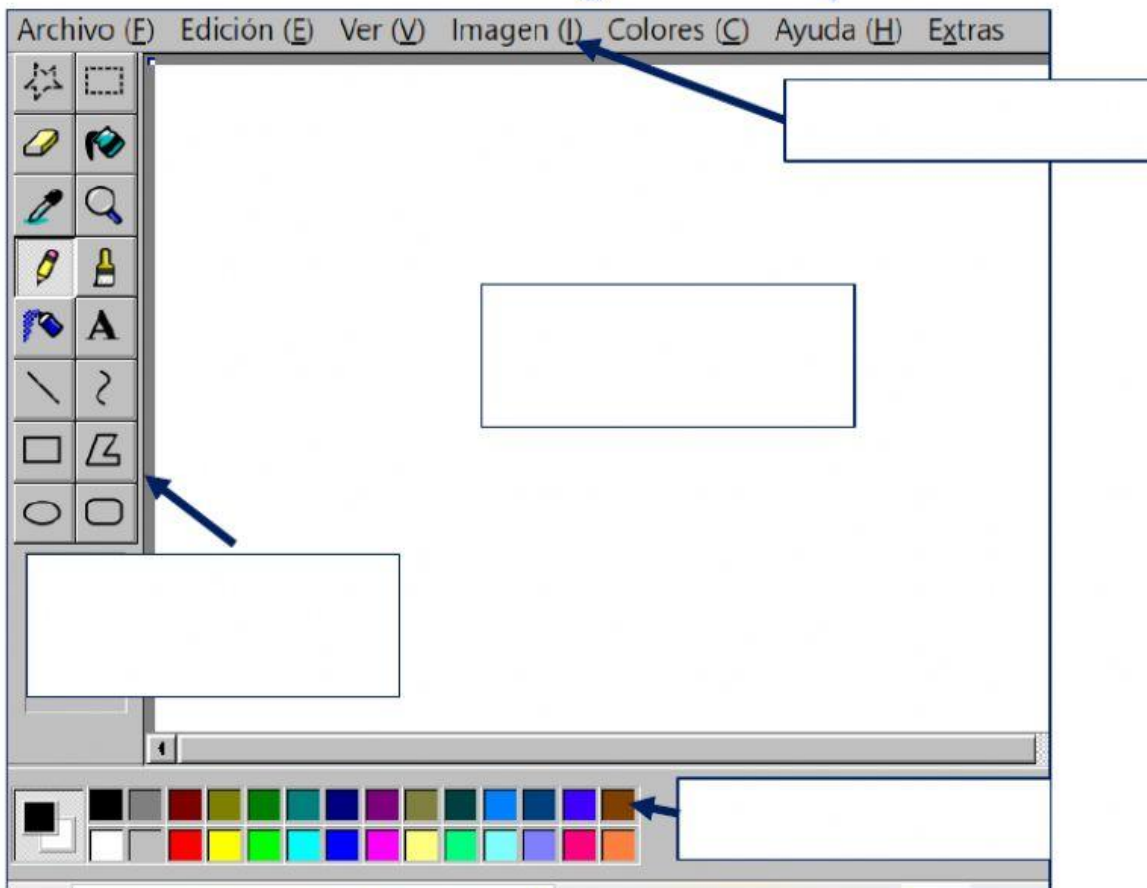 Archivo (F) Edición (E) Ver (V) Imagen (I) Colores (C) Ayuda (H) Extras
A